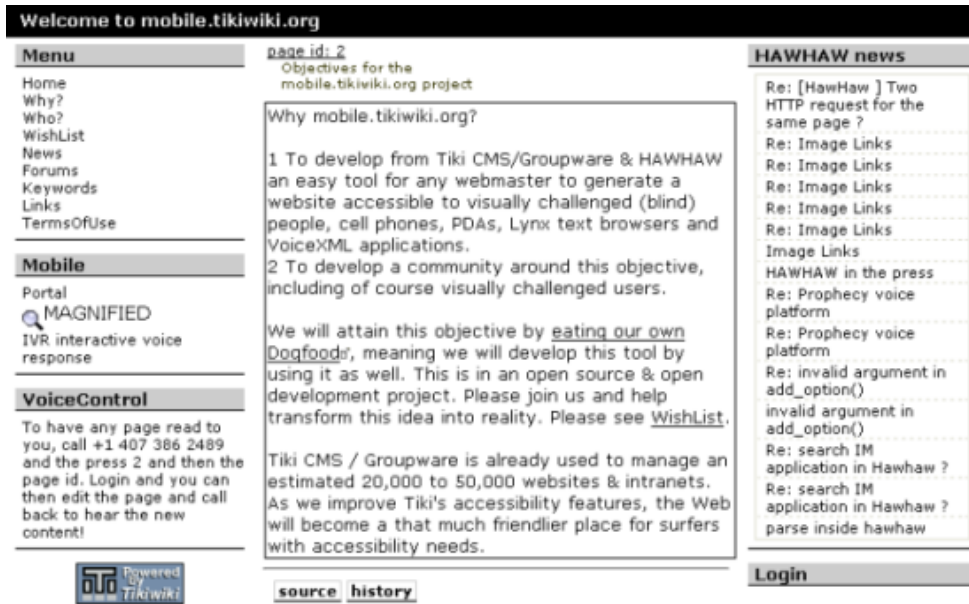 Welcome to mobile.tikiwiki.org
Menu
Home
Why?
Who?
WishList
News
Forums
Keywords
Links
TermsOfUse
Mobile
Portal
MAGNIFIED
IVR interactive voice
response
VoiceControl
To have any page read to
you, call +1 407 386 2489
and the press 2 and then the
page id. Login and you can
then edit the page and call
back to hear the new
content!
Powered
by
Tikiwiki
page id: 2
Objectives for the
mobile.tikiwiki.org project
Why mobile.tikiwiki.org?
1 To develop from Tiki CMS/Groupware & HAWHAW
an easy tool for any webmaster to generate a
website accessible to visually challenged (blind)
people, cell phones, PDAs, Lynx text browsers and
VoiceXML applications.
2 To develop a community around this objective,
including of course visually challenged users.
We will attain this objective by eating our own
Dogfood, meaning we will develop this tool by
using it as well. This is in an open source & open
development project. Please join us and help
transform this idea into reality. Please see WishList.
Tiki CMS / Groupware is already used to manage an
estimated 20,000 to 50,000 websites & intranets.
As we improve Tiki's accessibility features, the Web
will become a that much friendlier place for surfers
with accessibility needs.
source history
HAWHAW news
Re: [HawHaw ] Two
HTTP request for the
same page ?
Re: Image Links
Re: Image Links
Re: Image Links
Re: Image Links
Re: Image Links
Image Links
HAWHAW in the press
Re: Prophecy voice
platform
Re: Prophecy voice
platform
Re: invalid argument in
add_option()
invalid argument in
add_option()
Re: search IM
application in Hawhaw ?
Re: search IM
application in Hawhaw ?
parse inside hawhaw
Login